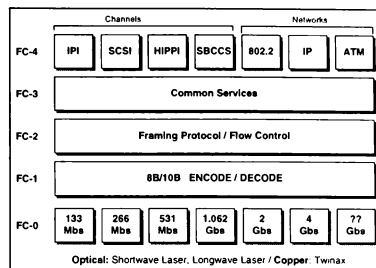 Channels Networks
FC-4 IPI SCSI HIPPI SBCCS 802.2 IP ATM
FC-3 Common Services
FC-2 Framing Protocol / Flow Control
FC-1 8B/10B ENCODE / DECODE
FC-0 133 Mbs 266 Mbs 531 Mbs 1.062 Gbs 2 Gbs 4 Gbs ?? Gbs
Optical: Shortwave Laser, Longwave Laser / Copper: Twinax